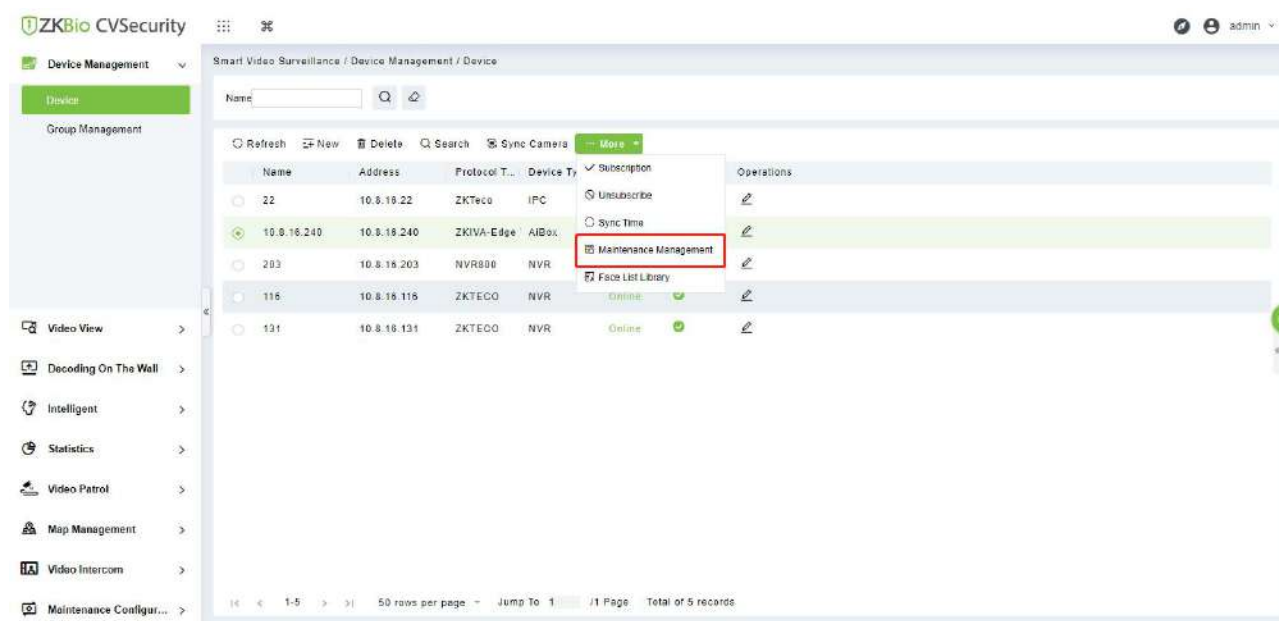 ZKBio CVSecurity
admin
Device Management
Smart Video Surveillance / Device Management / Device
Device
Name
Group Management
Refresh New Delete Search Sync Camera More
Name Address Protocol T... Device Ty Operations
Subscription
22 10.8.16.22 ZKTeco IPC
Unsubscribe
Sync Time
10.8.16.240 10.8.16.240 ZKIVA-Edge AIBox
Maintenance Management
203 10.8.16.203 NVR800 NVR
Face List Library
116 10.8.16.116 ZKTECO NVR Online
131 10.8.16.131 ZKTECO NVR Online
Video View
Decoding On The Wall
Intelligent
Statistics
Video Patrol
Map Management
Video Intercom
Maintenance Configur...
1-5 50 rows per page Jump To 1 /1 Page Total of 5 records